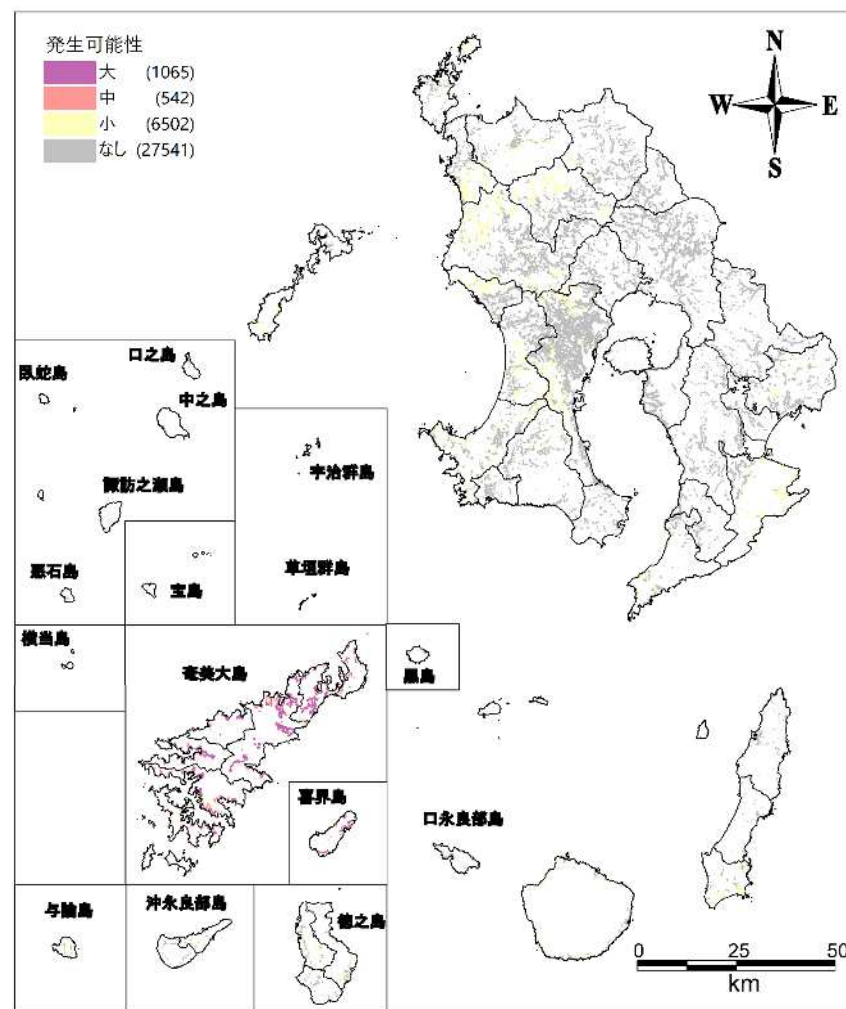 発生可能性
大 (1065)
中 (542)
小 (6502)
なし (27541)
N
W E
S
口之島
臥蛇島
中之島
宇治群島
諏訪之瀬島
草垣群島
悪石島
宝島
横当島
奄美大島
黒島
喜界島
口永良部島
与論島
沖永良部島
徳之島
0 25 50
km